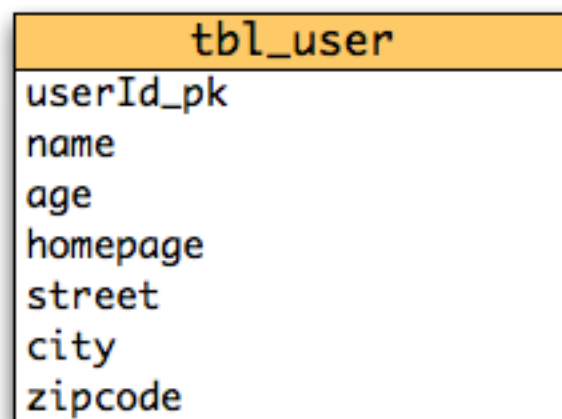 tbl_user
userId_pk
name
age
homepage
street
city
zipcode